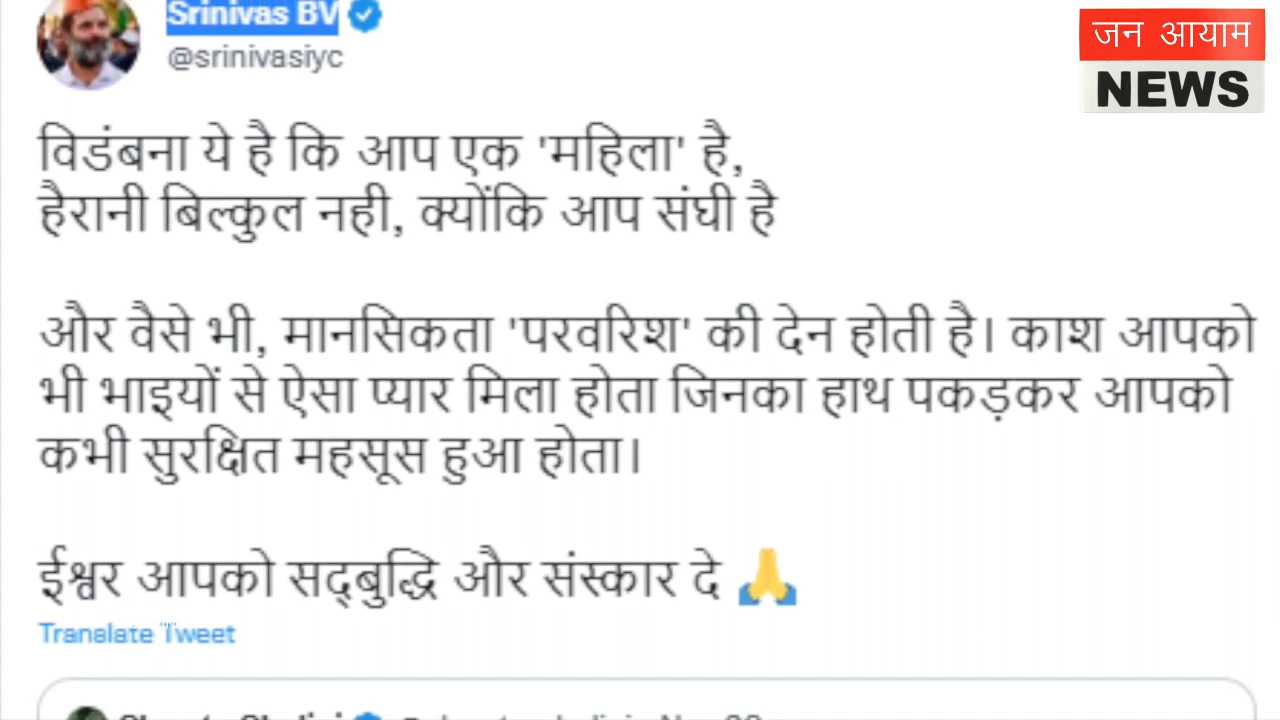 Srinivas BV
@srinivasiyc
जन आयाम
NEWS
विडंबना ये है कि आप एक 'महिला' है,
हैरानी बिल्कुल नही, क्योंकि आप संघी है
और वैसे भी, मानसिकता 'परवरिश' की देन होती है। काश आपको
भी भाइयों से ऐसा प्यार मिला होता जिनका हाथ पकड़कर आपको
कभी सुरक्षित महसूस हुआ होता।
ईश्वर आपको सद्बुद्धि और संस्कार दे 🙏
Translate Tweet